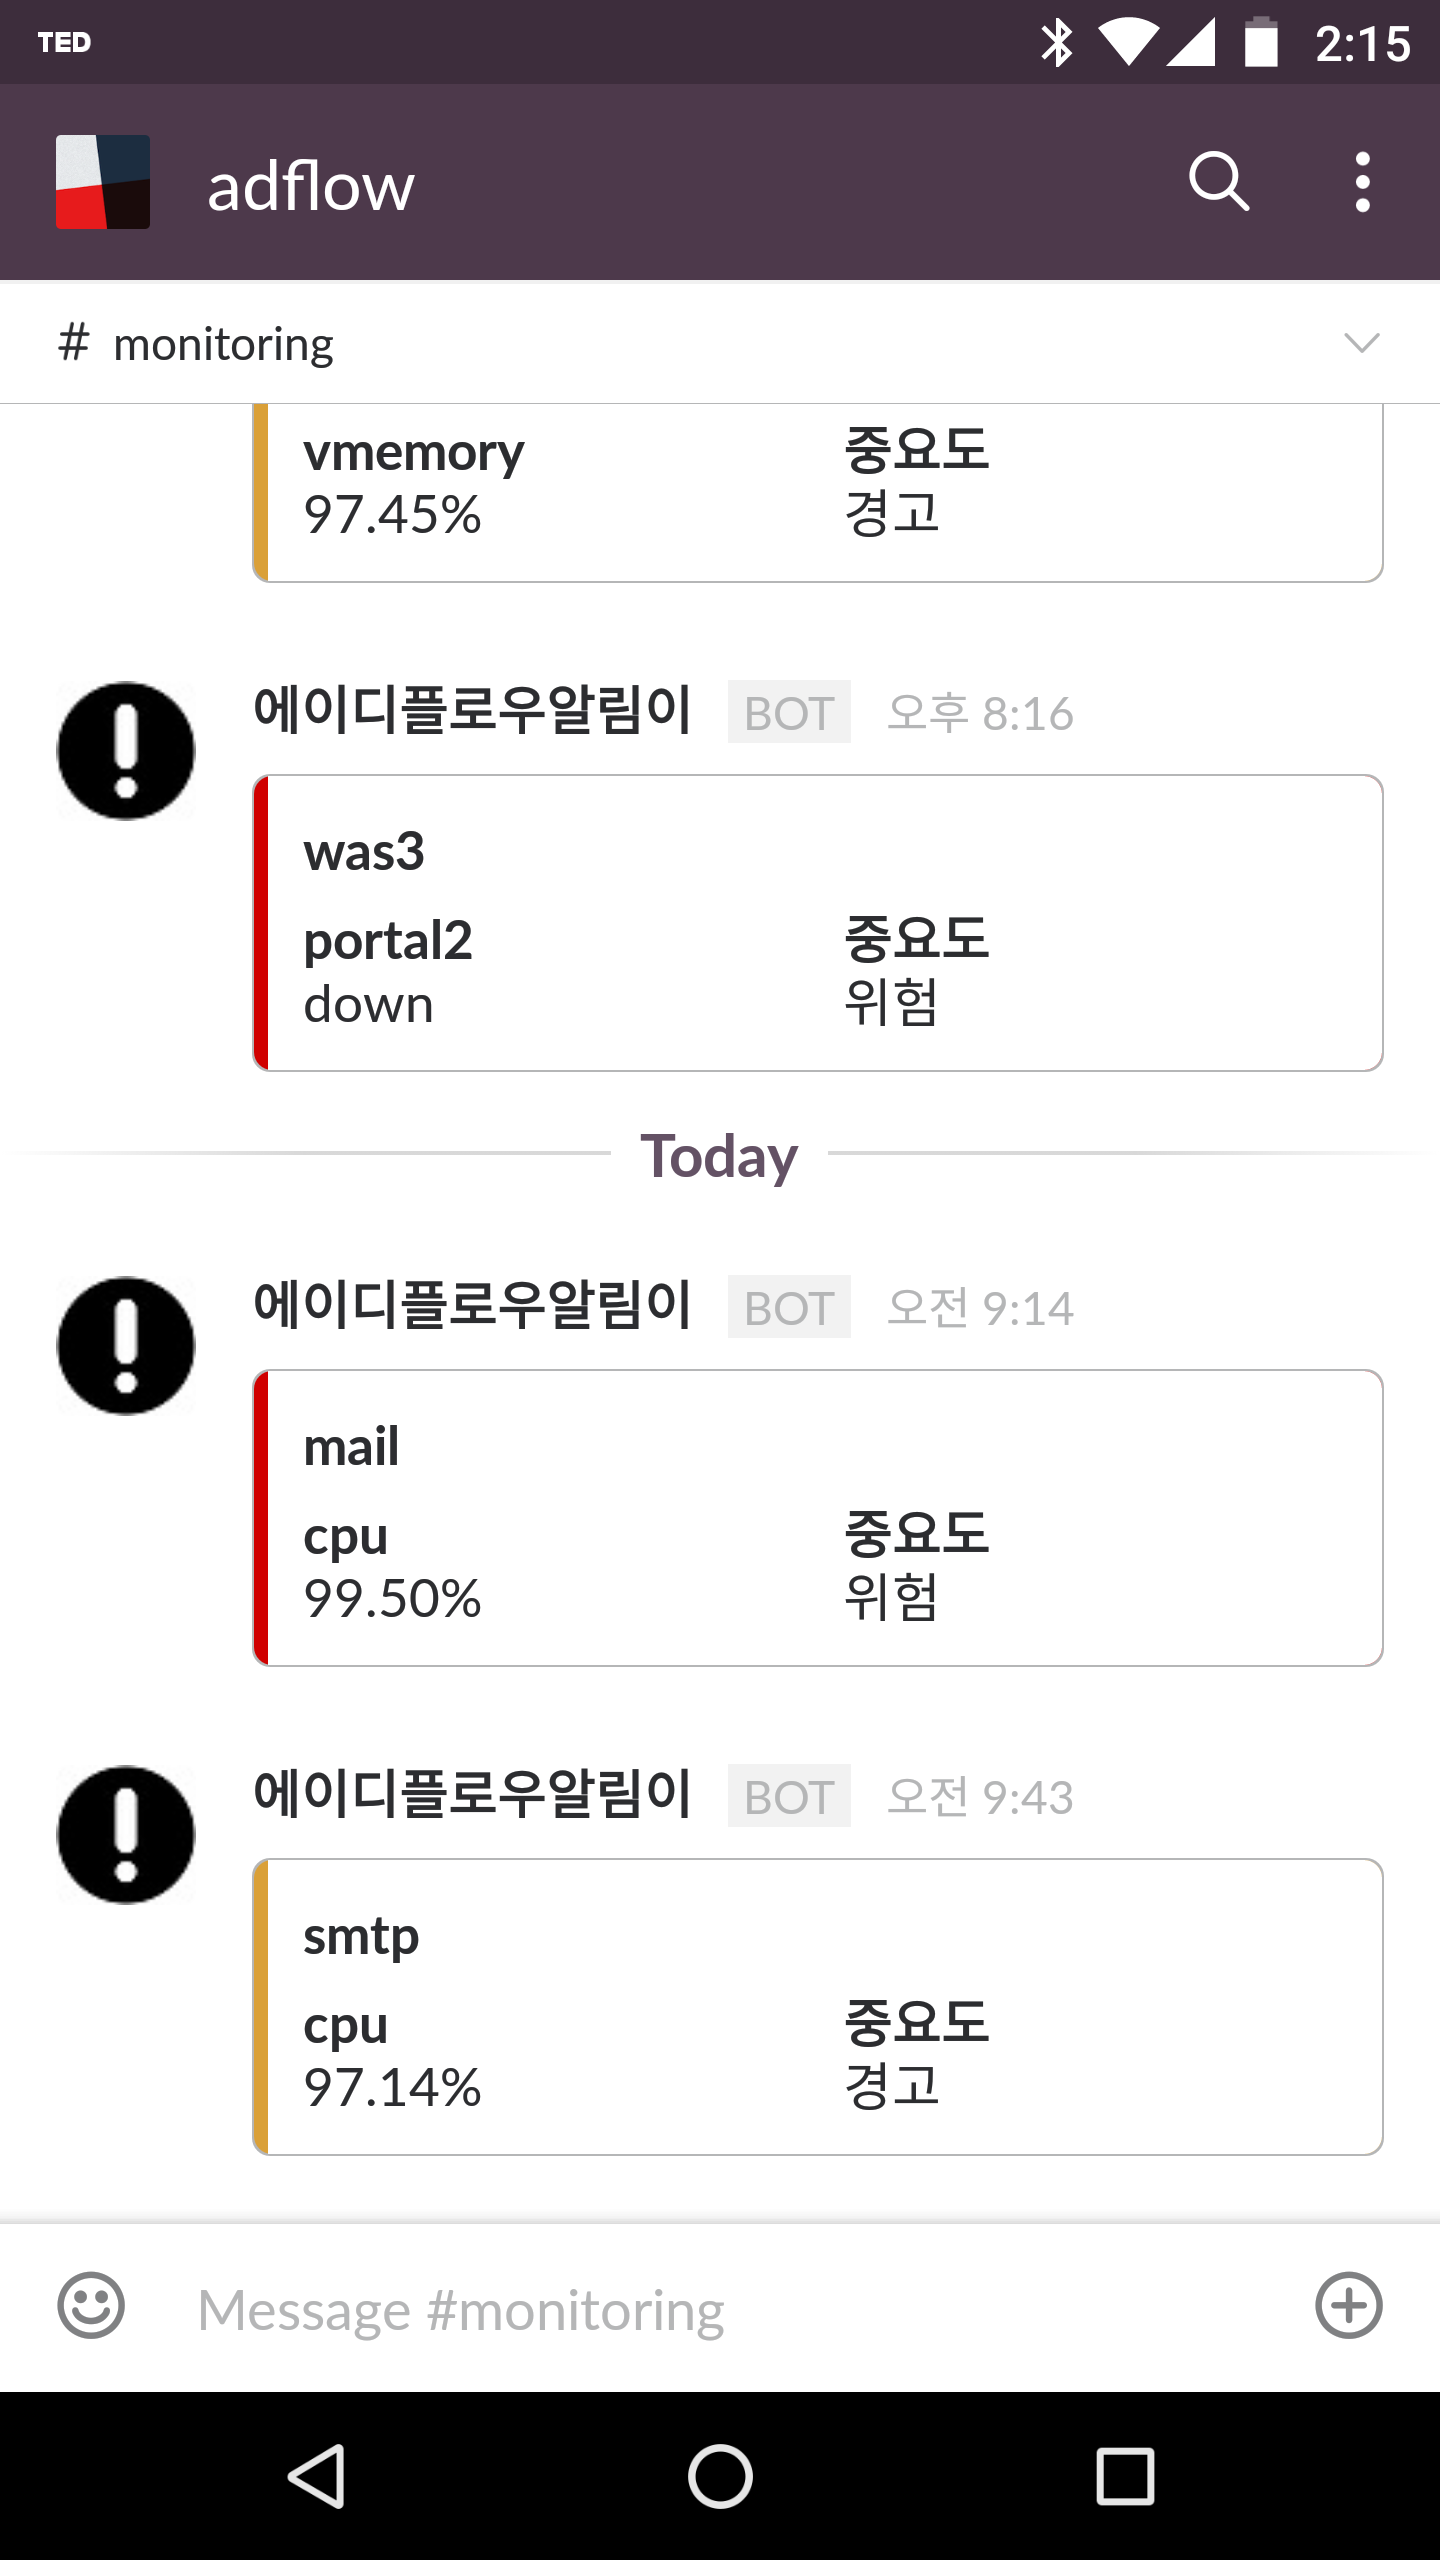 TED 2:15
adflow
# monitoring
vmemory 중요도
97.45% 경고
에이디플로우알림이 BOT 오후 8:16
was3
portal2 중요도
down 위험
Today
에이디플로우알림이 BOT 오전 9:14
mail
cpu 중요도
99.50% 위험
에이디플로우알림이 BOT 오전 9:43
smtp
cpu 중요도
97.14% 경고
Message #monitoring